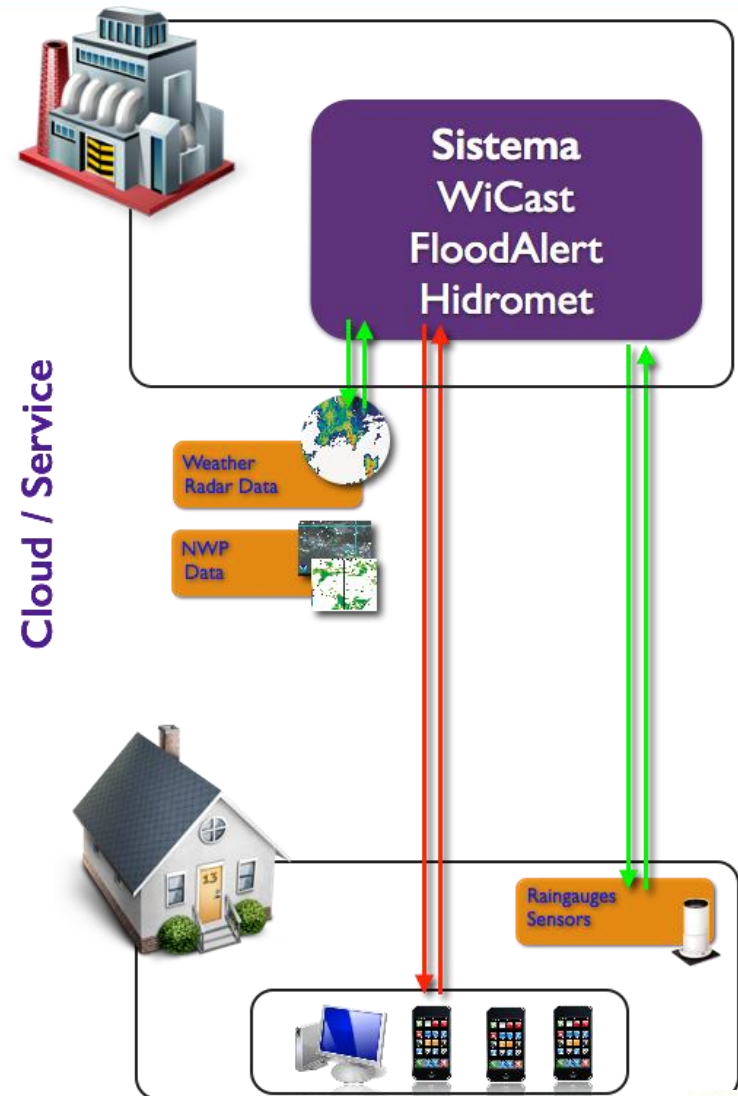 Sistema
WiCast
FloodAlert
Hidromet
Cloud / Service
Weather
Radar Data
NWP
Data
13
Raingauges
Sensors